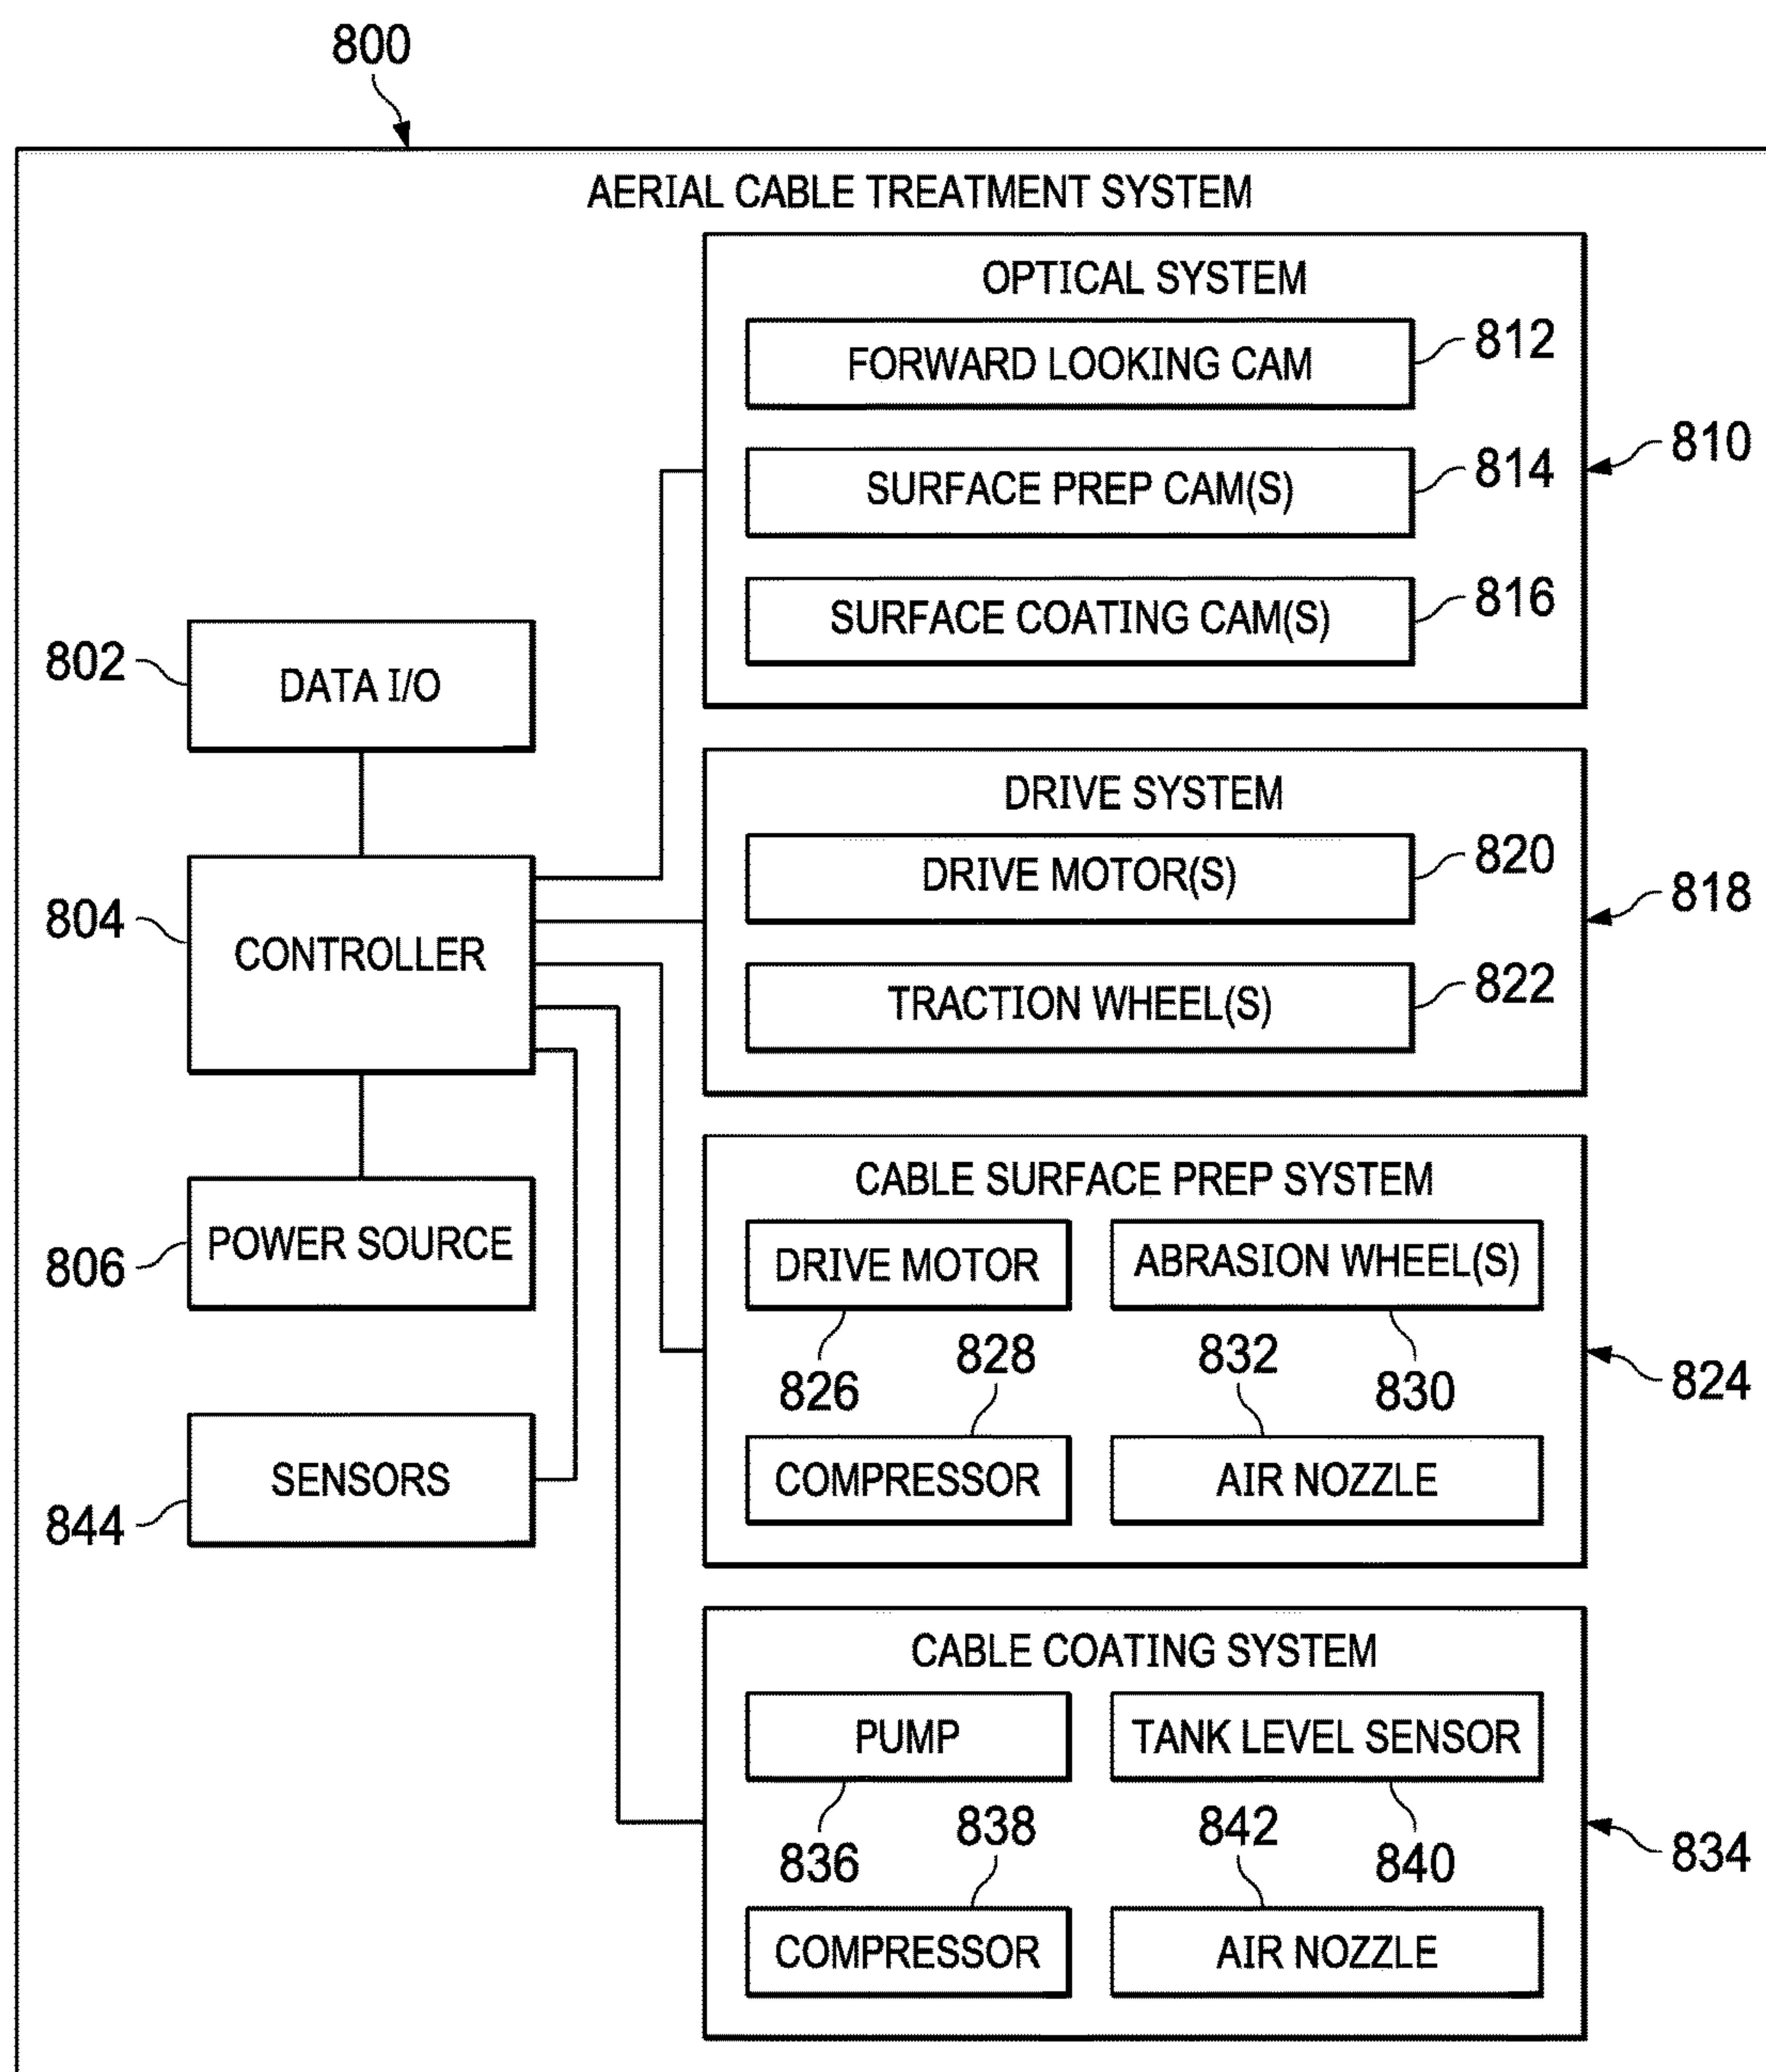 800
AERIAL CABLE TREATMENT SYSTEM
OPTICAL SYSTEM
FORWARD LOOKING CAM
812
SURFACE PREP CAM(S)
814
810
SURFACE COATING CAM(S)
816
802
DATA I/O
804
CONTROLLER
806
POWER SOURCE
844
SENSORS
DRIVE SYSTEM
DRIVE MOTOR(S)
820
818
TRACTION WHEEL(S)
822
CABLE SURFACE PREP SYSTEM
DRIVE MOTOR
ABRASION WHEEL(S)
826
828
832
830
824
COMPRESSOR
AIR NOZZLE
CABLE COATING SYSTEM
PUMP
TANK LEVEL SENSOR
836
838
842
840
834
COMPRESSOR
AIR NOZZLE